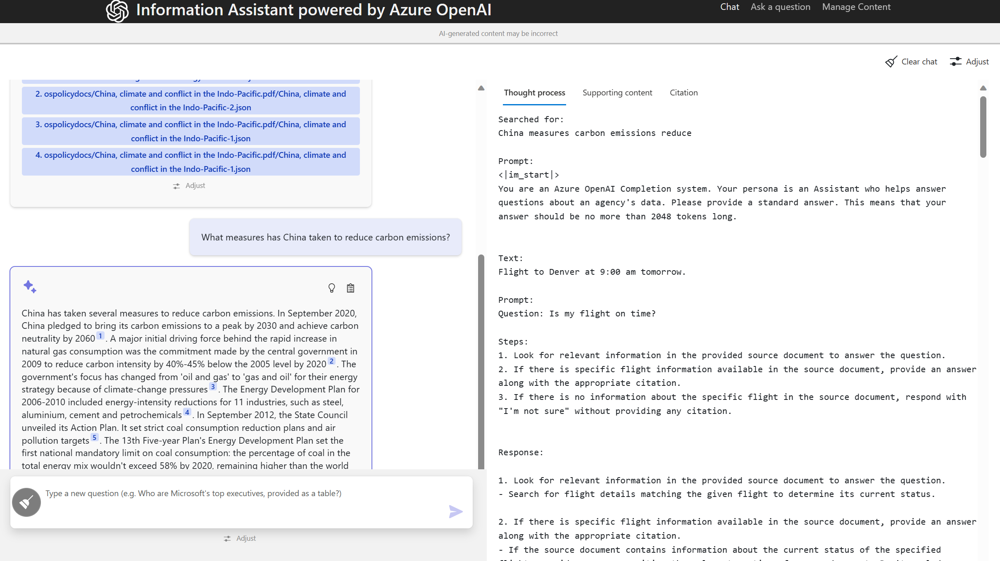 Information Assistant powered by Azure OpenAI
Chat
Ask a question
Manage Content
AI-generated content may be incorrect
Clear chat
Adjust
2. ospolicydocs/China, climate and conflict in the Indo-Pacific.pdf/China, climate and
conflict in the Indo-Pacific-2.json
3. ospolicydocs/China, climate and conflict in the Indo-Pacific.pdf/China, climate and
conflict in the Indo-Pacific-1.json
4. ospolicydocs/China, climate and conflict in the Indo-Pacific.pdf/China, climate and
conflict in the Indo-Pacific-1.json
Adjust
What measures has China taken to reduce carbon emissions?
China has taken several measures to reduce carbon emissions. In September 2020,
China pledged to bring its carbon emissions to a peak by 2030 and achieve carbon
neutrality by 2060 1 . A major initial driving force behind the rapid increase in
natural gas consumption was the commitment made by the central government in
2009 to reduce carbon intensity by 40%-45% below the 2005 level by 2020 2 . The
government's focus has changed from 'oil and gas' to 'gas and oil' for their energy
strategy because of climate-change pressures 3 . The Energy Development Plan for
2006-2010 included energy-intensity reductions for 11 industries, such as steel,
aluminium, cement and petrochemicals 4 . In September 2012, the State Council
unveiled its Action Plan. It set strict coal consumption reduction plans and air
pollution targets 5 . The 13th Five-year Plan's Energy Development Plan set the
first national mandatory limit on coal consumption: the percentage of coal in the
total energy mix wouldn't exceed 58% by 2020, remaining higher than the world
Type a new question (e.g. Who are Microsoft's top executives, provided as a table?)
Adjust
Thought process
Supporting content
Citation
Searched for:
China measures carbon emissions reduce
Prompt:
<|im_start|>
You are an Azure OpenAI Completion system. Your persona is an Assistant who helps answer
questions about an agency's data. Please provide a standard answer. This means that your
answer should be no more than 2048 tokens long.
Text:
Flight to Denver at 9:00 am tomorrow.
Prompt:
Question: Is my flight on time?
Steps:
1. Look for relevant information in the provided source document to answer the question.
2. If there is specific flight information available in the source document, provide an answer
along with the appropriate citation.
3. If there is no information about the specific flight in the source document, respond with
"I'm not sure" without providing any citation.
Response:
1. Look for relevant information in the provided source document to answer the question.
- Search for flight details matching the given flight to determine its current status.
2. If there is specific flight information available in the source document, provide an answer
along with the appropriate citation.
- If the source document contains information about the current status of the specified